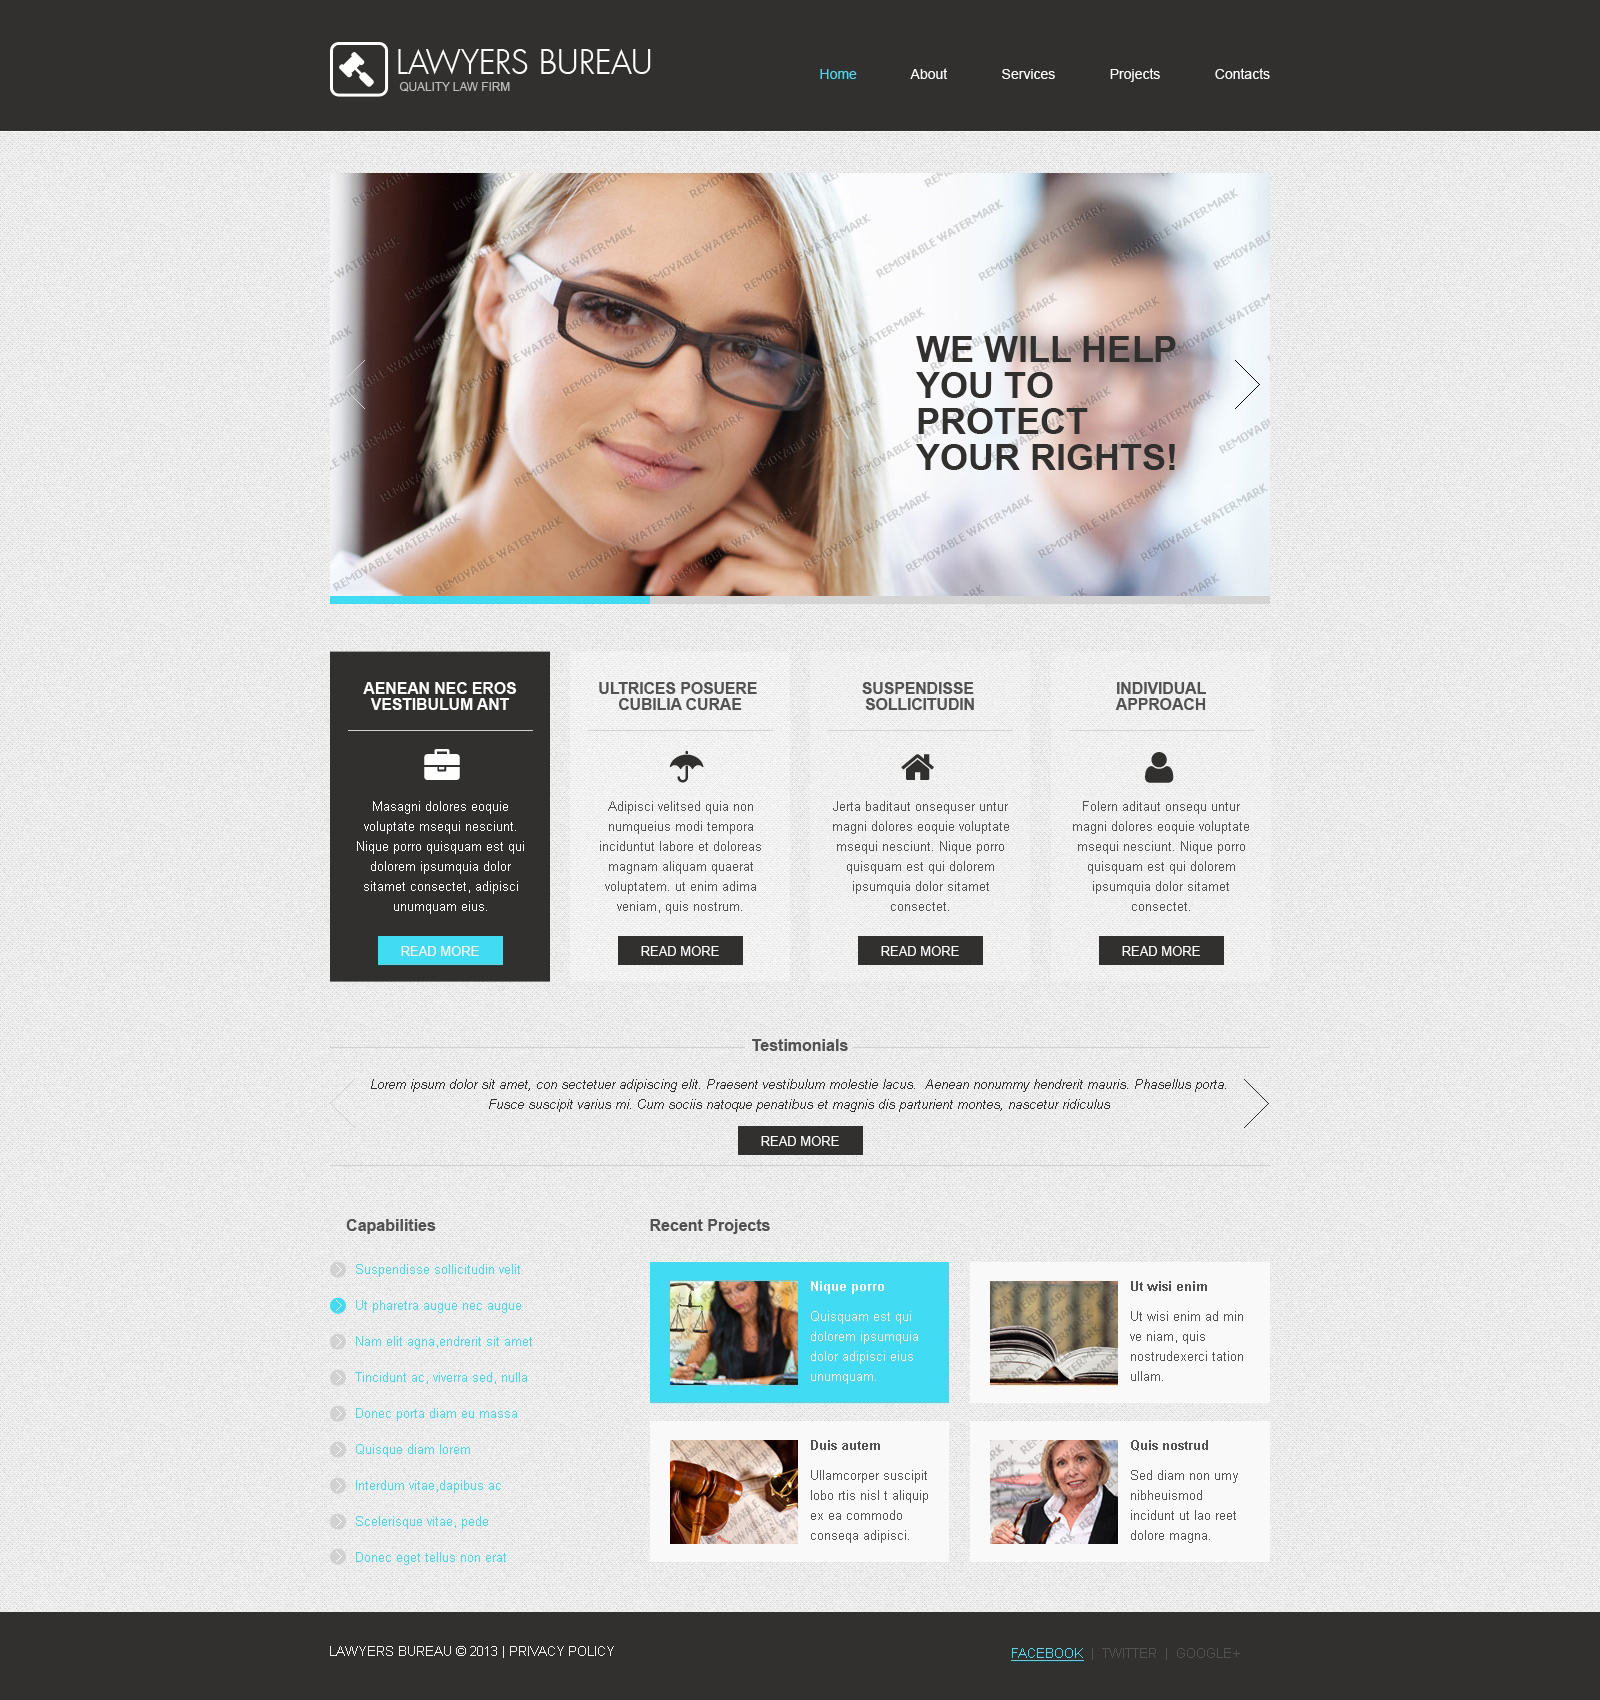 LAWYERS BUREAU
QUALITY LAW FIRM
Home
About
Services
Projects
Contacts
REMOVABLE WATERMARK
WE WILL HELP
YOU TO
PROTECT
YOUR RIGHTS!
AENEAN NEC EROS
VESTIBULUM ANT
Masagni dolores eoquie
voluptate msequi nesciunt.
Nique porro quisquam est qui
dolorem ipsumquia dolor
sitamet consectet, adipisci
unumquam eius.
READ MORE
ULTRICES POSUERE
CUBILIA CURAE
Adipisci velitsed quia non
numqueius modi tempora
inciduntut labore et doloreas
magnam aliquam quaerat
voluptatem. ut enim adima
veniam, quis nostrum.
READ MORE
SUSPENDISSE
SOLLICITUDIN
Jerta baditaut onsequser untur
magni dolores eoquie voluptate
msequi nesciunt. Nique porro
quisquam est qui dolorem
ipsumquia dolor sitamet
consectet.
READ MORE
INDIVIDUAL
APPROACH
Folern aditaut onsequ untur
magni dolores eoquie voluptate
msequi nesciunt. Nique porro
quisquam est qui dolorem
ipsumquia dolor sitamet
consectet.
READ MORE
Testimonials
Lorem ipsum dolor sit amet, con sectetuer adipiscing elit. Praesent vestibulum molestie lacus.  Aenean nonummy hendrerit mauris. Phasellus porta.
Fusce suscipit varius mi. Cum sociis natoque penatibus et magnis dis parturient montes, nascetur ridiculus
READ MORE
Capabilities
Suspendisse sollicitudin velit
Ut pharetra augue nec augue
Nam elit agna,endrerit sit amet
Tincidunt ac, viverra sed, nulla
Donec porta diam eu massa
Quisque diam lorem
Interdum vitae,dapibus ac
Scelerisque vitae, pede
Donec eget tellus non erat
Recent Projects
Nique porro
Quisquam est qui
dolorem ipsumquia
dolor adipisci eius
unumquam.
Ut wisi enim
Ut wisi enim ad min
ve niam, quis
nostrudexerci tation
ullam.
Duis autem
Ullamcorper suscipit
lobo rtis nisl t aliquip
ex ea commodo
conseqa adipisci.
Quis nostrud
Sed diam non umy
nibheuismod
incidunt ut lao reet
dolore magna.
LAWYERS BUREAU © 2013 | PRIVACY POLICY
FACEBOOK | TWITTER | GOOGLE+